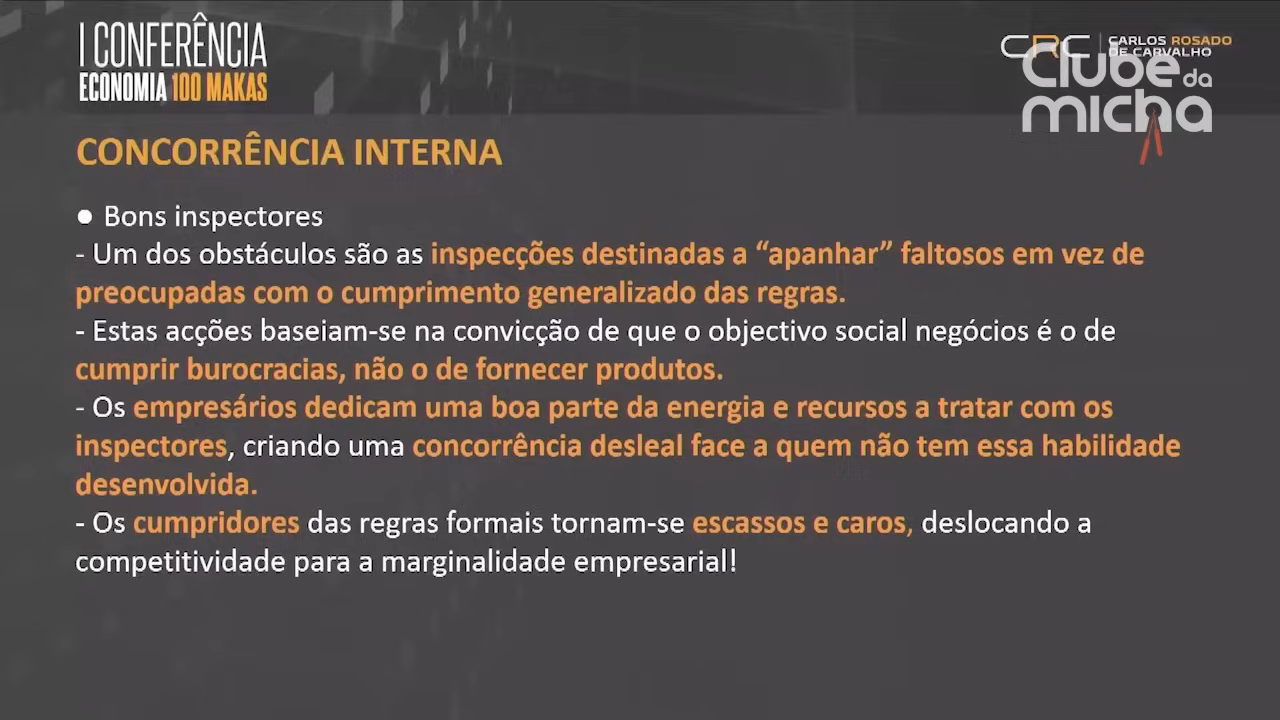 I CONFERÊNCIA
ECONOMIA 100 MAKAS
CRC CARLOS ROSADO
DE CARVALHO
Clube da
micha
CONCORRÊNCIA INTERNA
● Bons inspectores
- Um dos obstáculos são as inspecções destinadas a “apanhar” faltosos em vez de
preocupadas com o cumprimento generalizado das regras.
- Estas acções baseiam-se na convicção de que o objectivo social negócios é o de
cumprir burocracias, não o de fornecer produtos.
- Os empresários dedicam uma boa parte da energia e recursos a tratar com os
inspectores, criando uma concorrência desleal face a quem não tem essa habilidade
desenvolvida.
- Os cumpridores das regras formais tornam-se escassos e caros, deslocando a
competitividade para a marginalidade empresarial!